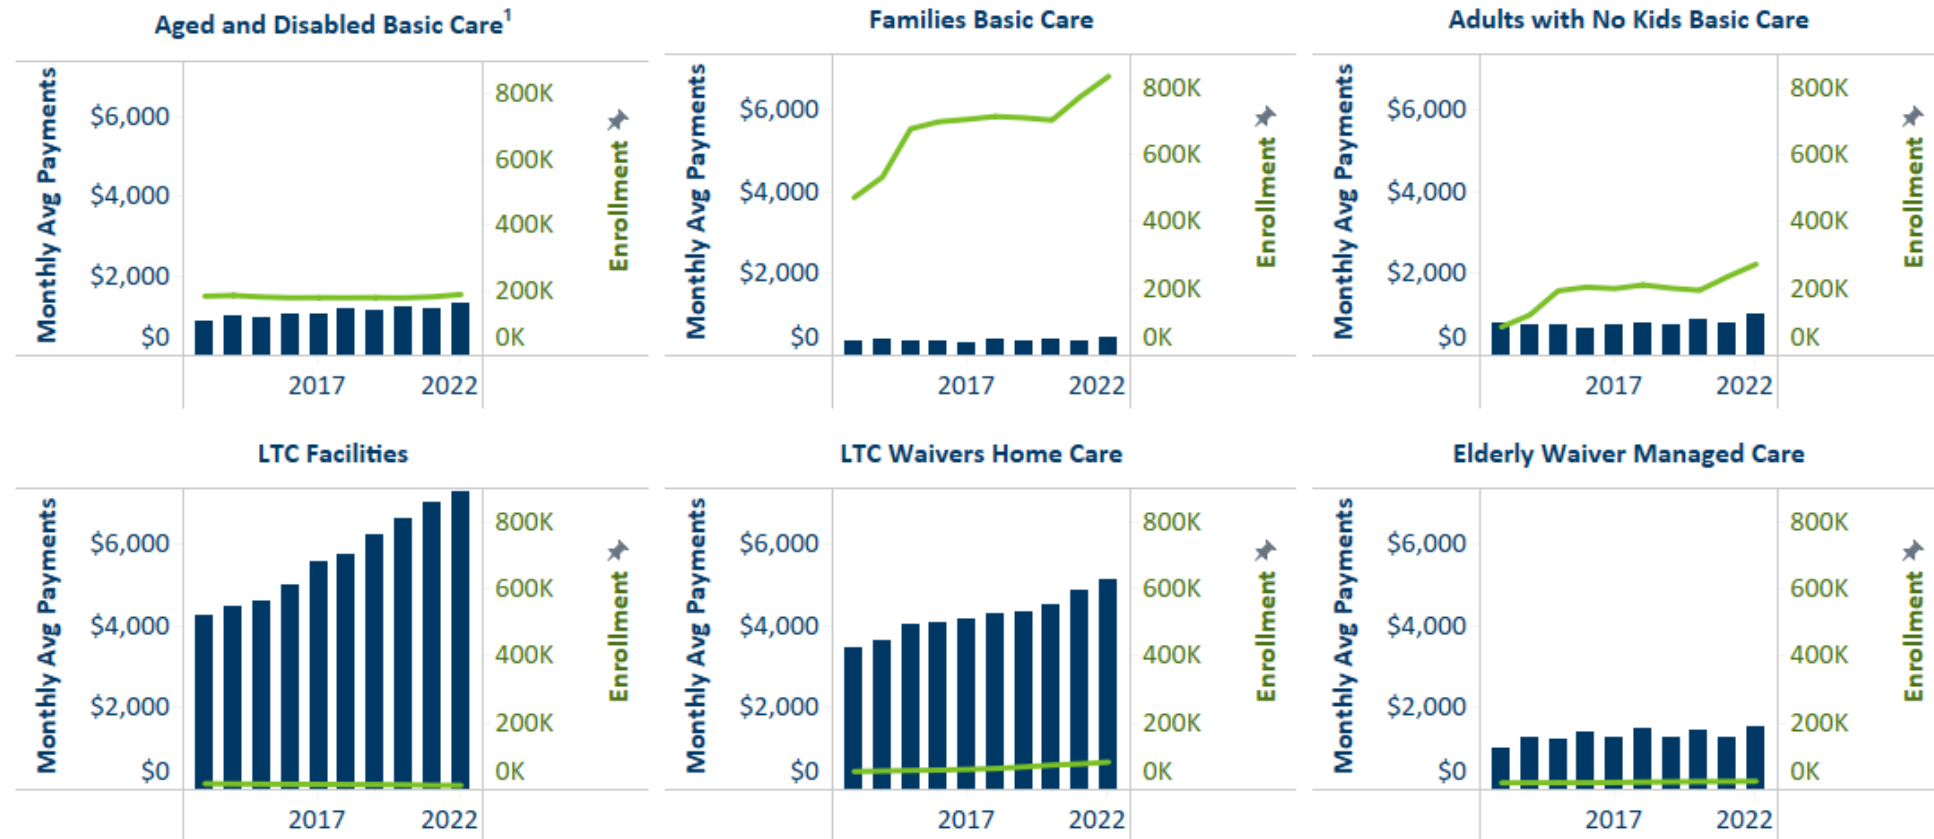 Aged and Disabled Basic Care¹
Monthly Avg Payments
$6,000
$4,000
$2,000
$0
800K
600K
400K
200K
0K
Enrollment
2017
2022
Families Basic Care
Monthly Avg Payments
$6,000
$4,000
$2,000
$0
800K
600K
400K
200K
0K
Enrollment
2017
2022
Adults with No Kids Basic Care
Monthly Avg Payments
$6,000
$4,000
$2,000
$0
800K
600K
400K
200K
0K
Enrollment
2017
2022
LTC Facilities
Monthly Avg Payments
$6,000
$4,000
$2,000
$0
800K
600K
400K
200K
0K
Enrollment
2017
2022
LTC Waivers Home Care
Monthly Avg Payments
$6,000
$4,000
$2,000
$0
800K
600K
400K
200K
0K
Enrollment
2017
2022
Elderly Waiver Managed Care
Monthly Avg Payments
$6,000
$4,000
$2,000
$0
800K
600K
400K
200K
0K
Enrollment
2017
2022